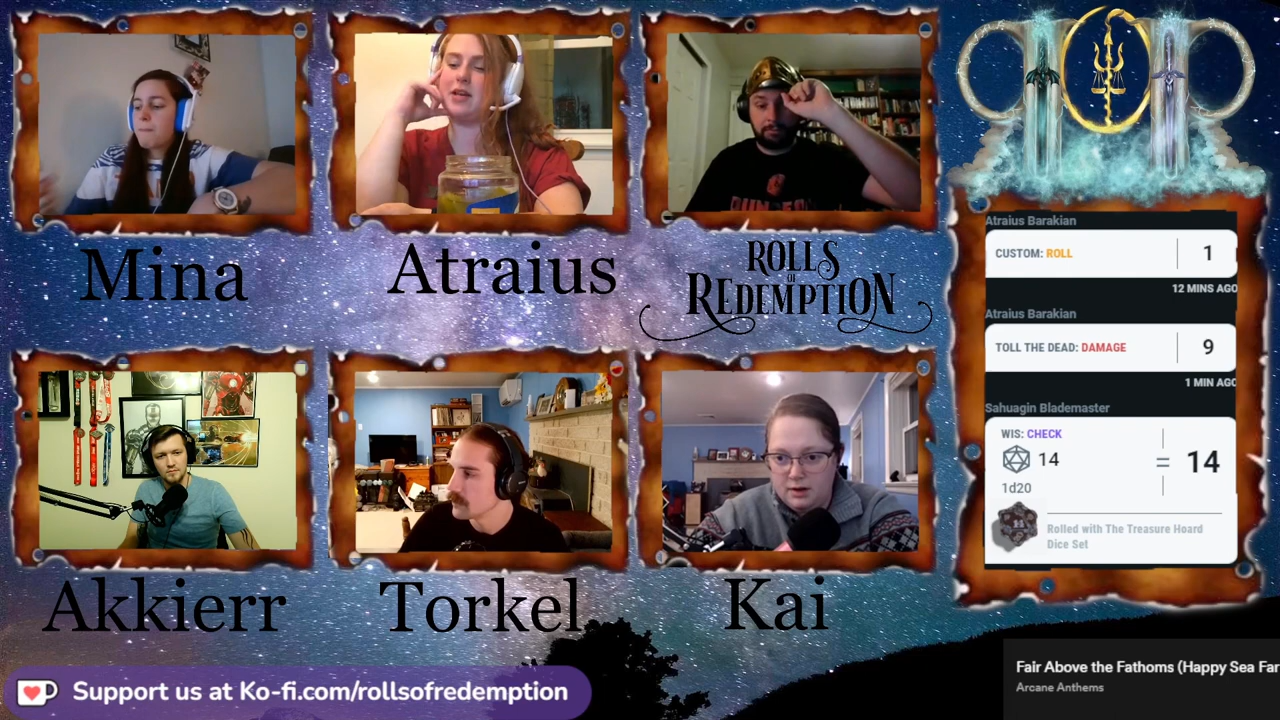 Mina
Atraius
ROLLS
OF
REDEMPTION
Akkierr
Torkel
Kai
Atraius Barakian
CUSTOM: ROLL
1
12 MINS AGO
Atraius Barakian
TOLL THE DEAD: DAMAGE
9
1 MIN AGO
Sahuagin Blademaster
WIS: CHECK
14
= 14
1d20
Rolled with The Treasure Hoard
Dice Set
Support us at Ko-fi.com/rollsofredemption
Fair Above the Fathoms (Happy Sea Far
Arcane Anthems